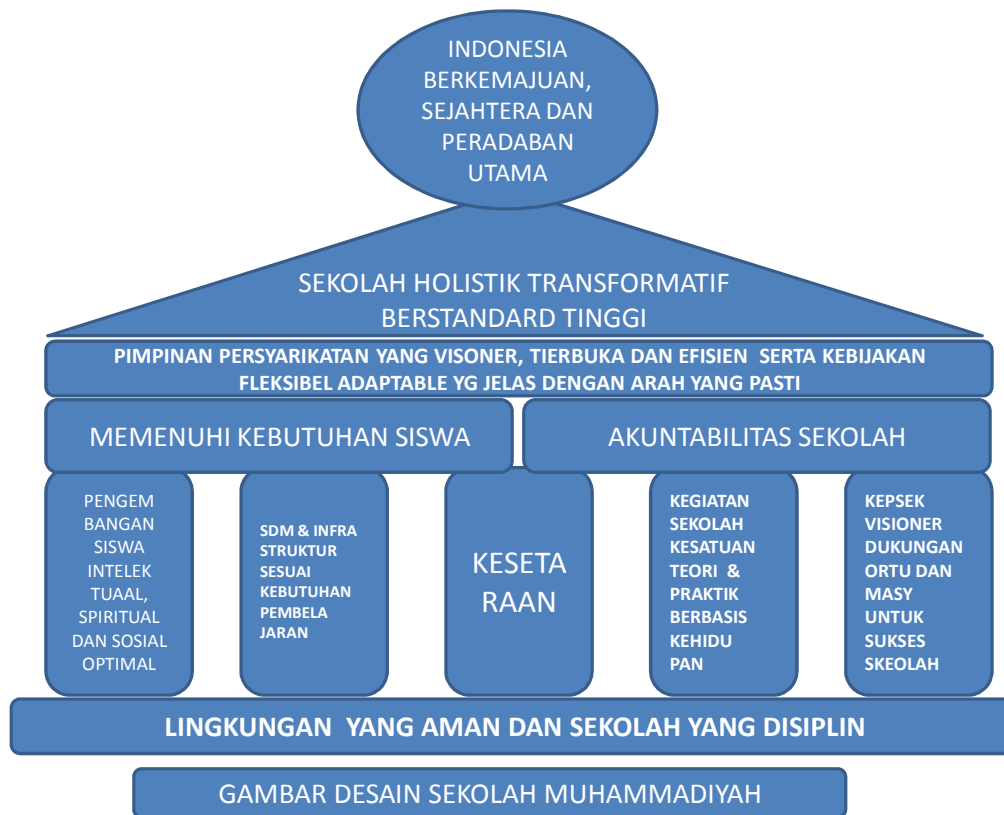 INDONESIA
BERKEMAJUAN,
SEJAHTERA DAN
PERADABAN
UTAMA
SEKOLAH HOLISTIK TRANSFORMATIF
BERSTANDARD TINGGI
PIMPINAN PERSYARIKATAN YANG VISONER, TIERBUKA DAN EFISIEN SERTA KEBIJAKAN
FLEKSIBEL ADAPTABLE YG JELAS DENGAN ARAH YANG PASTI
MEMENUHI KEBUTUHAN SISWA
AKUNTABILITAS SEKOLAH
PENGEM
BANGAN
SISWA
INTELEK
TUAAL,
SPIRITUAL
DAN SOSIAL
OPTIMAL
SDM & INFRA
STRUKTUR
SESUAI
KEBUTUHAN
PEMBELA
JARAN
KESETA
RAAN
KEGIATAN
SEKOLAH
KESATUAN
TEORI &
PRAKTIK
BERBASIS
KEHIDU
PAN
KEPSEK
VISIONER
DUKUNGAN
ORTU DAN
MASY
UNTUK
SUKSES
SKEOLAH
LINGKUNGAN YANG AMAN DAN SEKOLAH YANG DISIPLIN
GAMBAR DESAIN SEKOLAH MUHAMMADIYAH